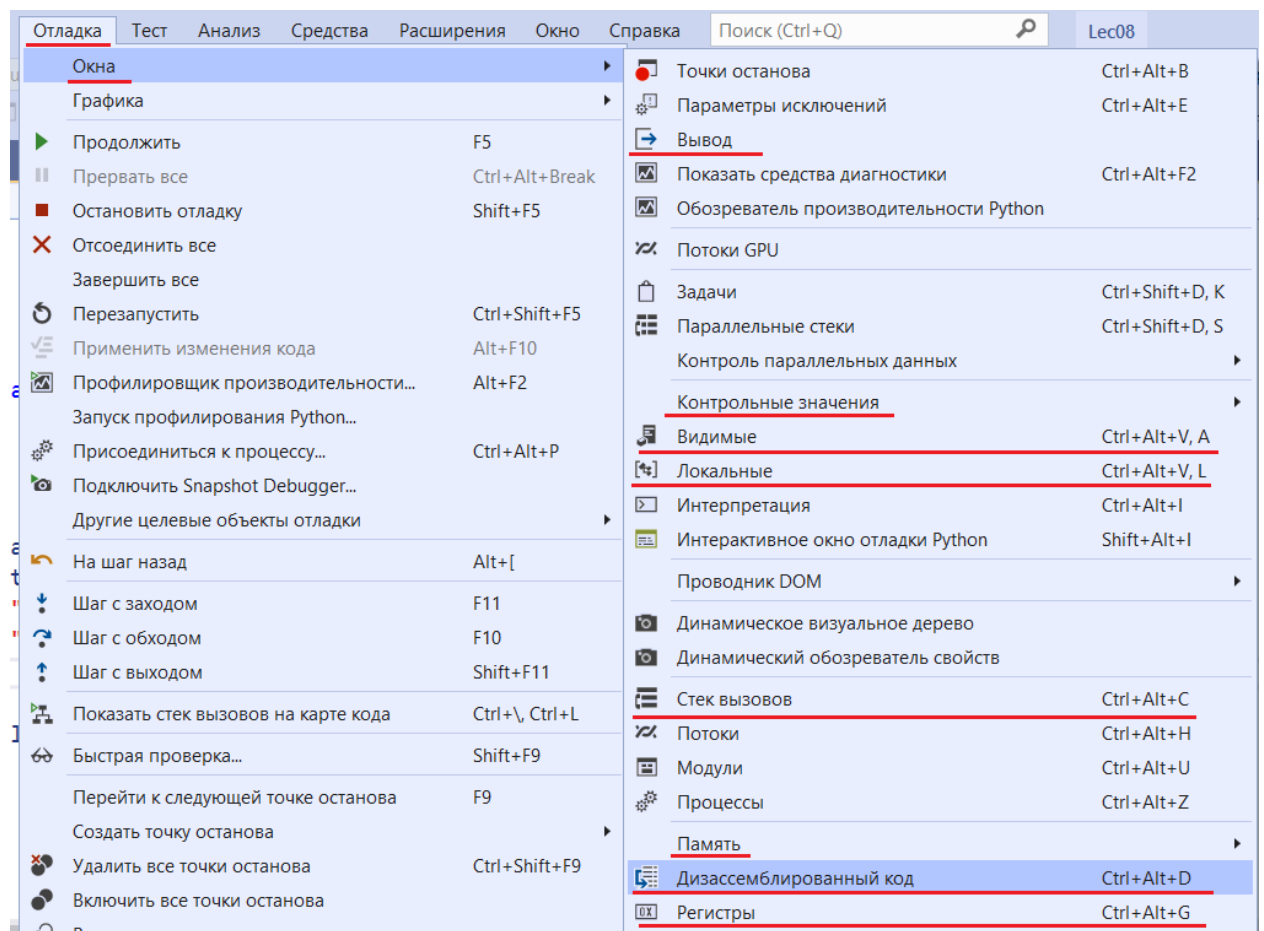 Отладка Тест Анализ Средства Расширения Окно Справка Поиск (Ctrl+Q) Lec08
Окна
Графика
Продолжить F5
Прервать все Ctrl+Alt+Break
Остановить отладку Shift+F5
Отсоединить все
Завершить все
Перезапустить Ctrl+Shift+F5
Применить изменения кода Alt+F10
Профилировщик производительности... Alt+F2
Запуск профилирования Python...
Присоединиться к процессу... Ctrl+Alt+P
Подключить Snapshot Debugger...
Другие целевые объекты отладки
На шаг назад Alt+[
Шаг с заходом F11
Шаг с обходом F10
Шаг с выходом Shift+F11
Показать стек вызовов на карте кода Ctrl+\, Ctrl+L
Быстрая проверка... Shift+F9
Перейти к следующей точке останова F9
Создать точку останова
Удалить все точки останова Ctrl+Shift+F9
Включить все точки останова
Точки останова Ctrl+Alt+B
Параметры исключений Ctrl+Alt+E
Вывод
Показать средства диагностики Ctrl+Alt+F2
Обозреватель производительности Python
Потоки GPU
Задачи Ctrl+Shift+D, K
Параллельные стеки Ctrl+Shift+D, S
Контроль параллельных данных
Контрольные значения
Видимые Ctrl+Alt+V, A
Локальные Ctrl+Alt+V, L
Интерпретация Ctrl+Alt+I
Интерактивное окно отладки Python Shift+Alt+I
Проводник DOM
Динамическое визуальное дерево
Динамический обозреватель свойств
Стек вызовов Ctrl+Alt+C
Потоки Ctrl+Alt+H
Модули Ctrl+Alt+U
Процессы Ctrl+Alt+Z
Память
Дизассемблированный код Ctrl+Alt+D
Регистры Ctrl+Alt+G